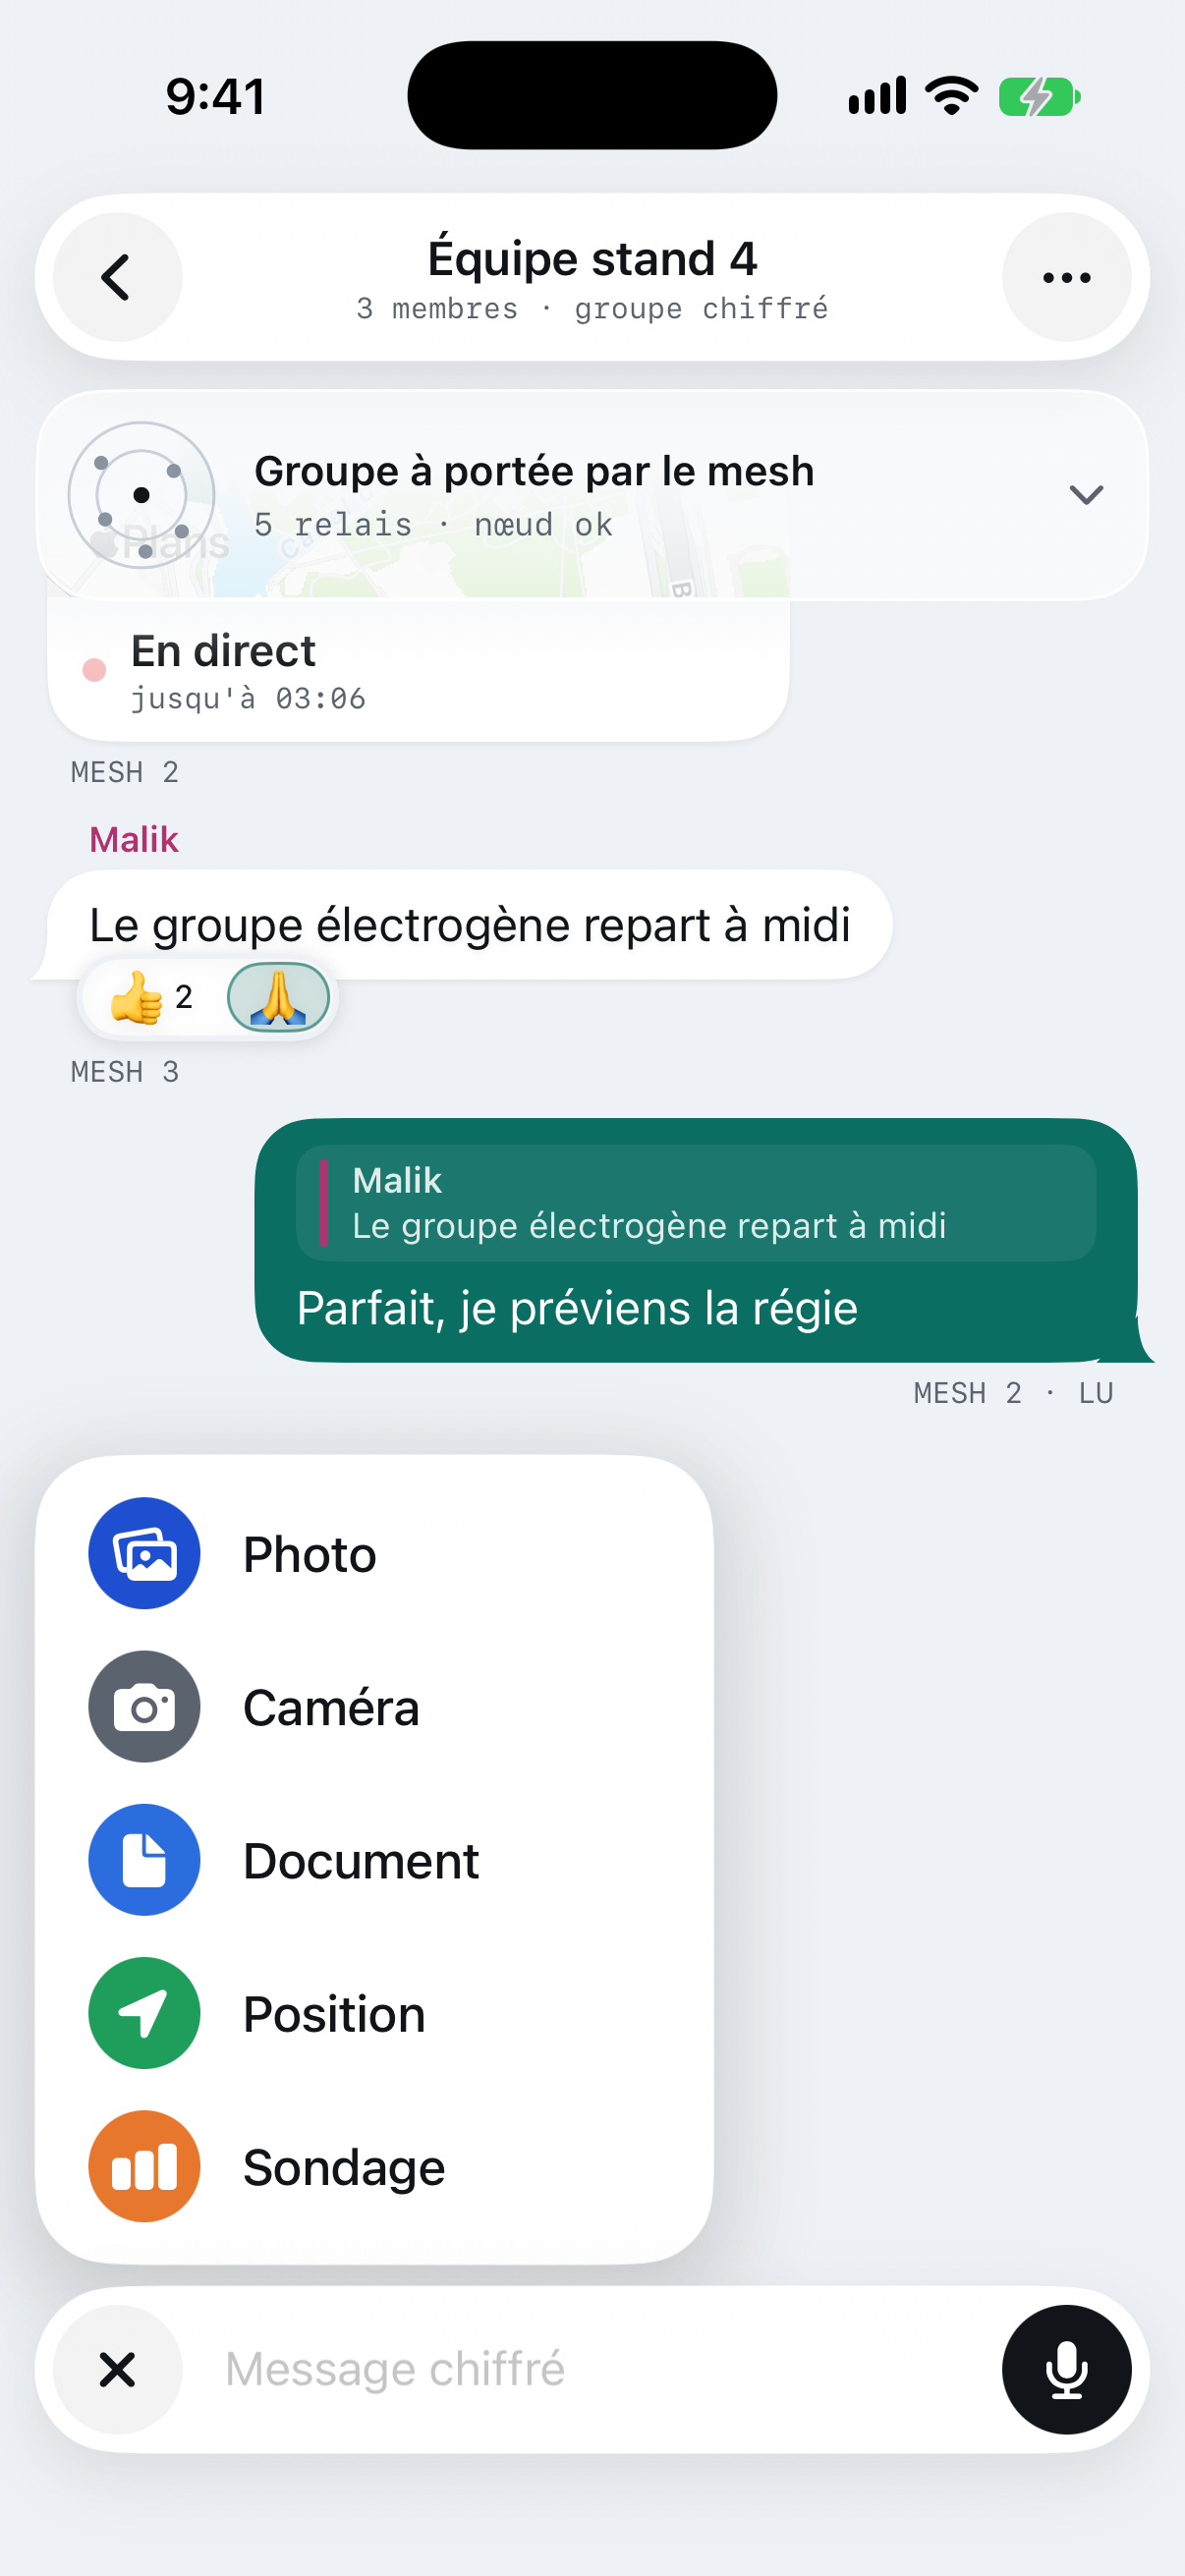 9:41
Équipe stand 4
3 membres · groupe chiffré
Groupe à portée par le mesh
5 relais · nœud ok
Plans
En direct
jusqu'à 03:06
MESH 2
Malik
Le groupe électrogène repart à midi
👍 2 🙏
MESH 3
Malik
Le groupe électrogène repart à midi
Parfait, je préviens la régie
MESH 2 · LU
Photo
Caméra
Document
Position
Sondage
Message chiffré